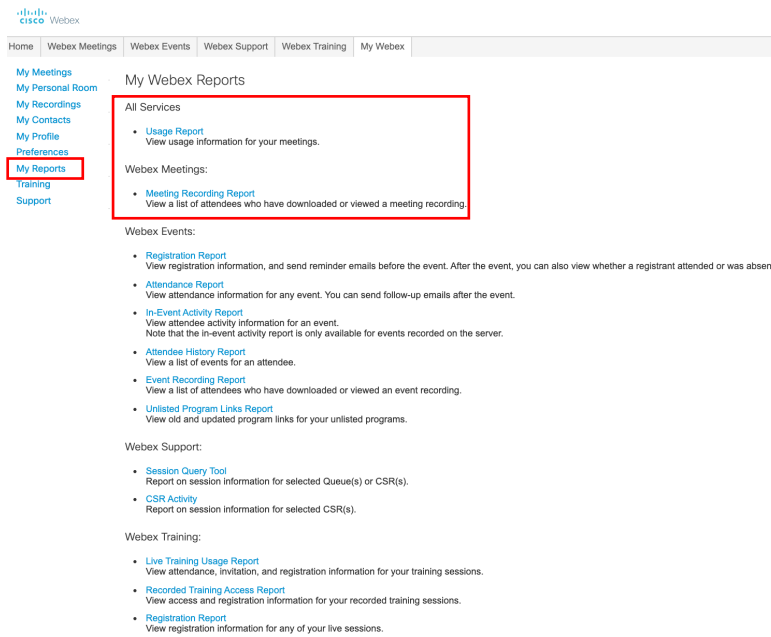 CISCO Webex
Home Webex Meetings Webex Events Webex Support Webex Training My Webex
My Meetings
My Personal Room
My Recordings
My Contacts
My Profile
Preferences
My Reports
Training
Support
My Webex Reports
All Services
• Usage Report
View usage information for your meetings.
Webex Meetings:
• Meeting Recording Report
View a list of attendees who have downloaded or viewed a meeting recording.
Webex Events:
• Registration Report
View registration information, and send reminder emails before the event. After the event, you can also view whether a registrant attended or was absen
• Attendance Report
View attendance information for any event. You can send follow-up emails after the event.
• In-Event Activity Report
View attendee activity information for an event.
Note that the in-event activity report is only available for events recorded on the server.
• Attendee History Report
View a list of events for an attendee.
• Event Recording Report
View a list of attendees who have downloaded or viewed an event recording.
• Unlisted Program Links Report
View old and updated program links for your unlisted programs.
Webex Support:
• Session Query Tool
Report on session information for selected Queue(s) or CSR(s).
• CSR Activity
Report on session information for selected CSR(s).
Webex Training:
• Live Training Usage Report
View attendance, invitation, and registration information for your training sessions.
• Recorded Training Access Report
View access and registration information for your recorded training sessions.
• Registration Report
View registration information for any of your live sessions.